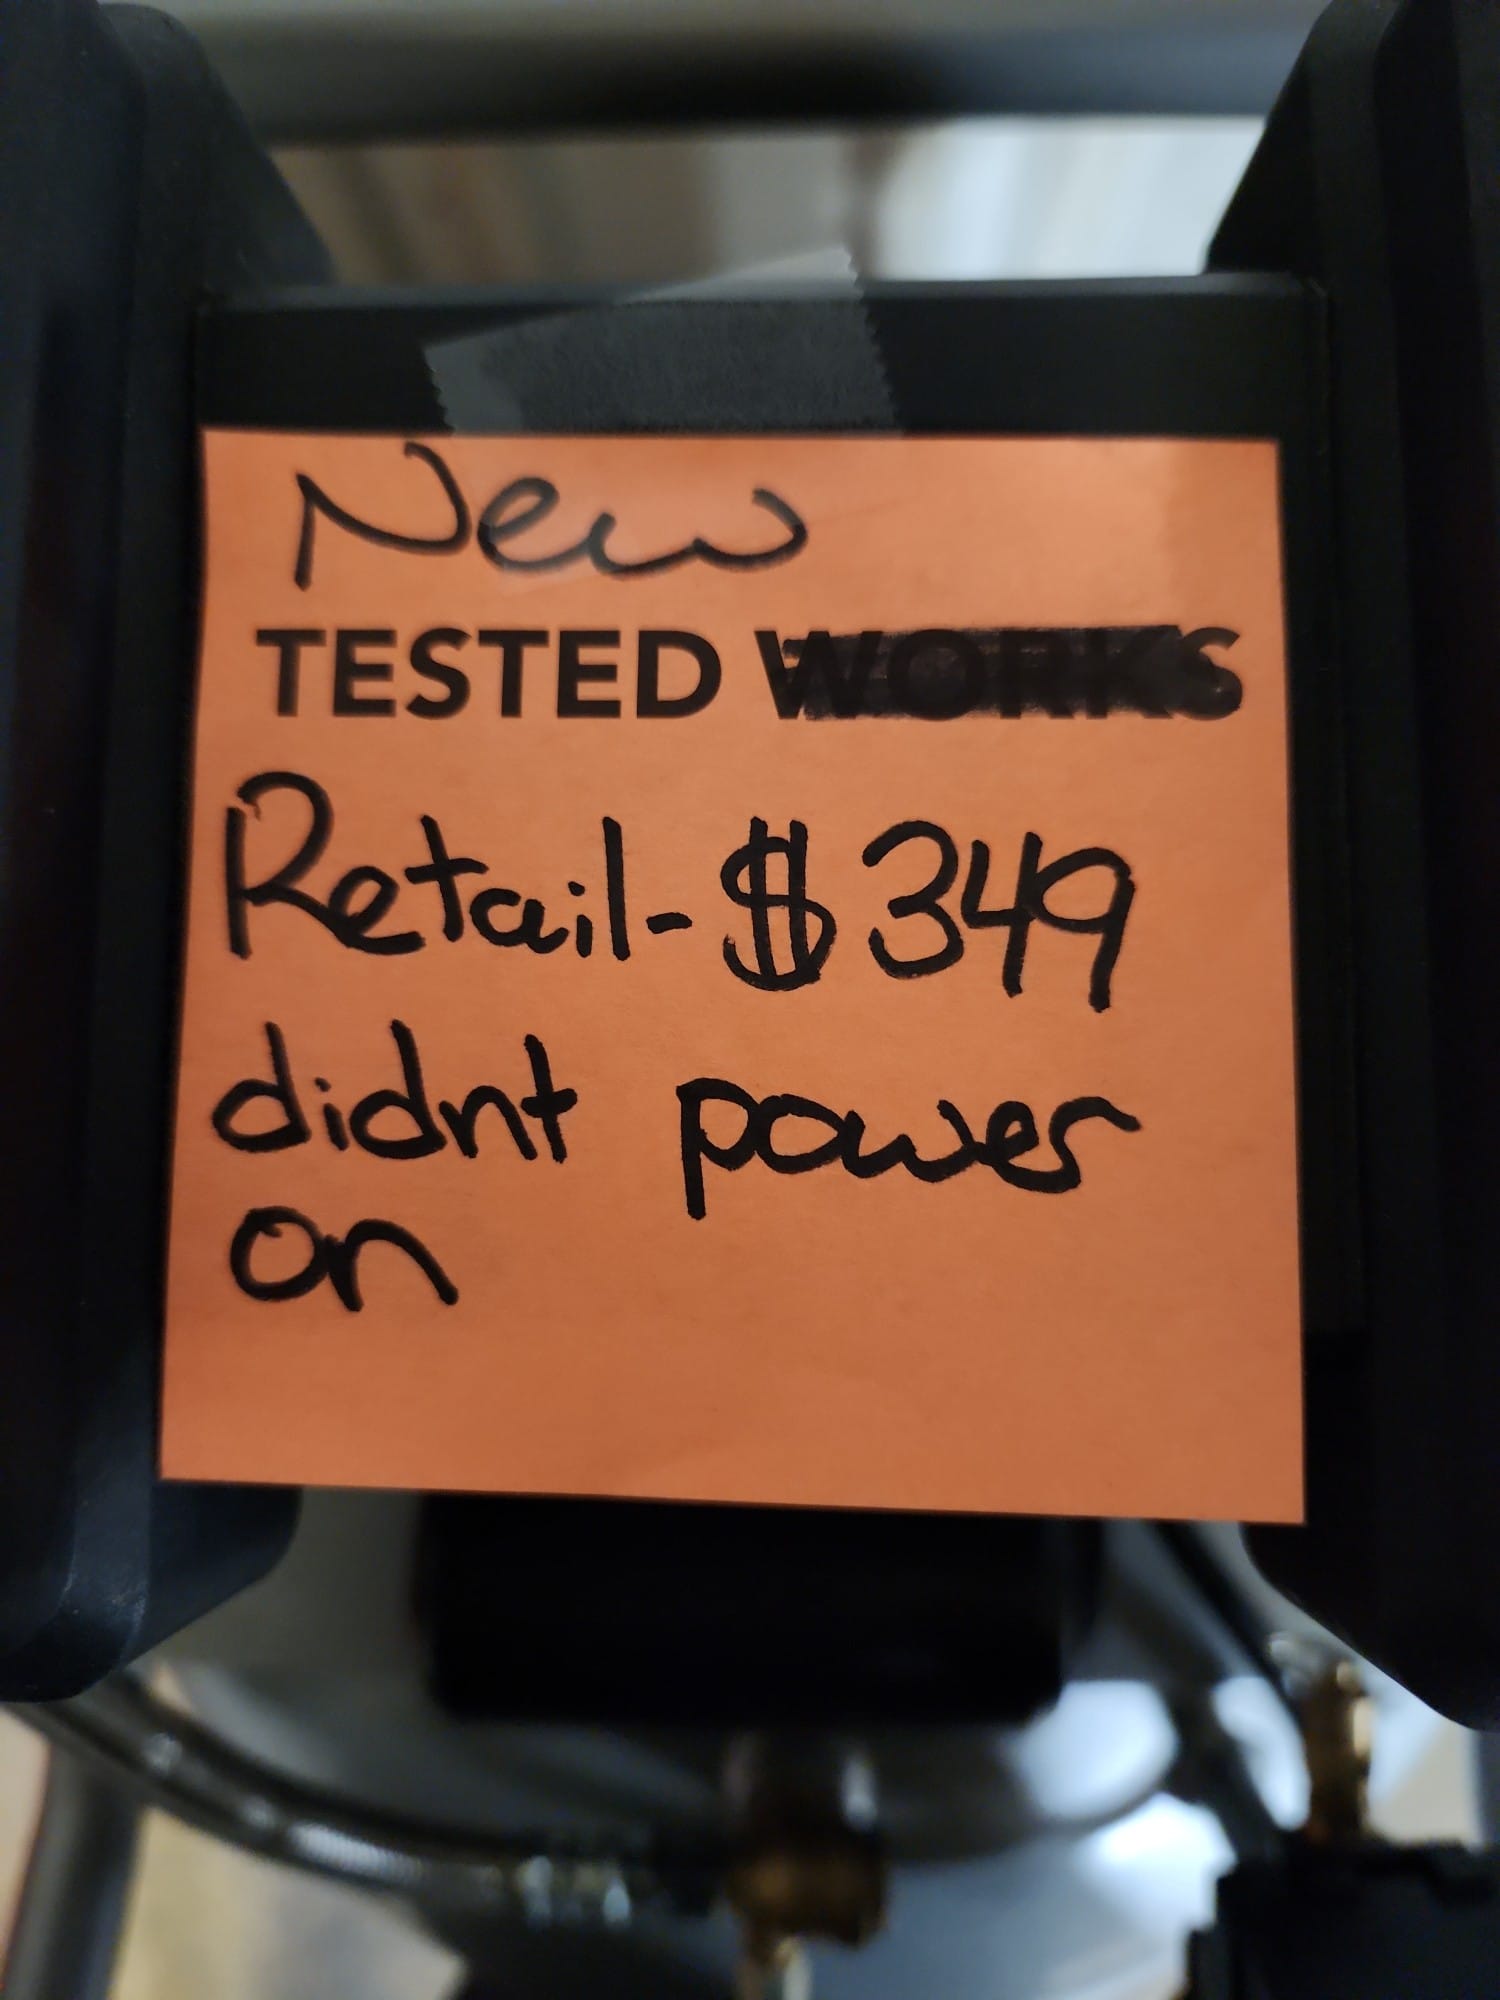 New
TESTED WORKS
Retail-$349
didnt power
on